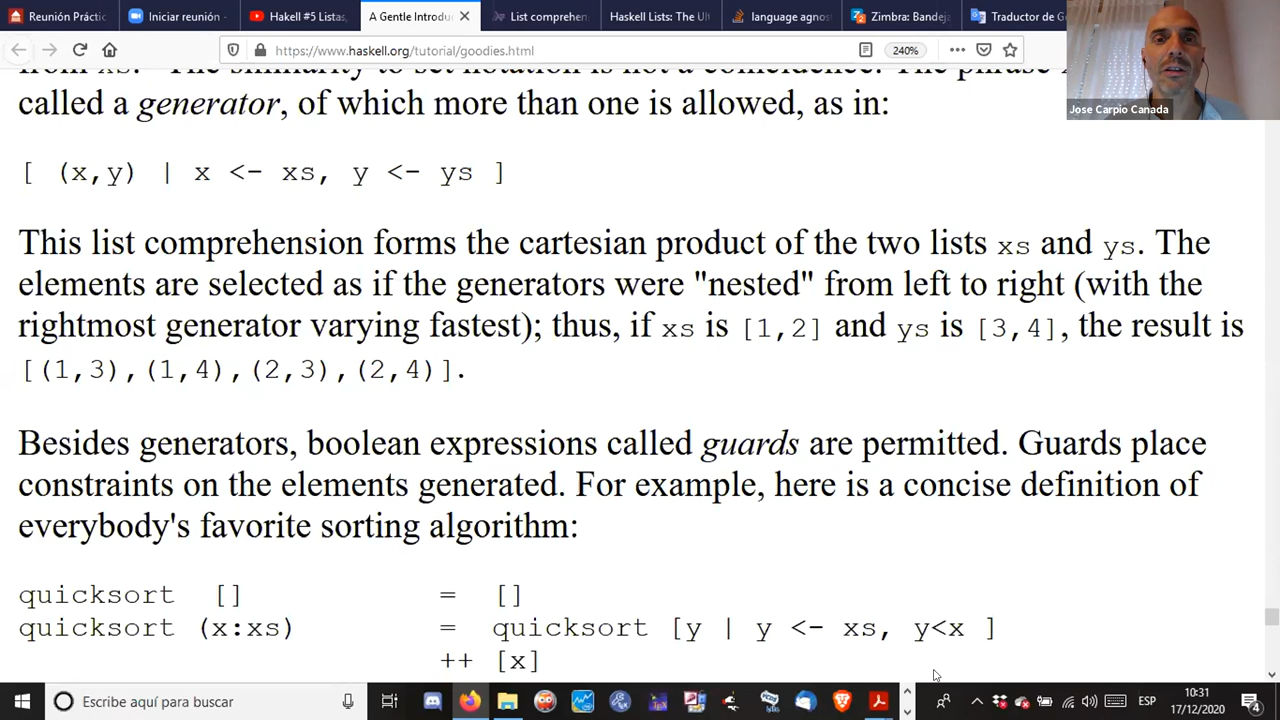 Reunión Práctic
Iniciar reunión -
Hakell #5 Listas,
A Gentle Introdu
List comprehen
Haskell Lists: The Ul
language agnos
Zimbra: Bandej
Traductor de G
https://www.haskell.org/tutorial/goodies.html
240%
Jose Carpio Canada
called a generator, of which more than one is allowed, as in:
[ (x,y) | x <- xs, y <- ys ]
This list comprehension forms the cartesian product of the two lists xs and ys. The
elements are selected as if the generators were "nested" from left to right (with the
rightmost generator varying fastest); thus, if xs is [1,2] and ys is [3,4], the result is
[(1,3),(1,4),(2,3),(2,4)].
Besides generators, boolean expressions called guards are permitted. Guards place
constraints on the elements generated. For example, here is a concise definition of
everybody's favorite sorting algorithm:
quicksort [] = []
quicksort (x:xs) = quicksort [y | y <- xs, y<x ]
++ [x]
Escribe aquí para buscar
ESP
10:31
17/12/2020
4